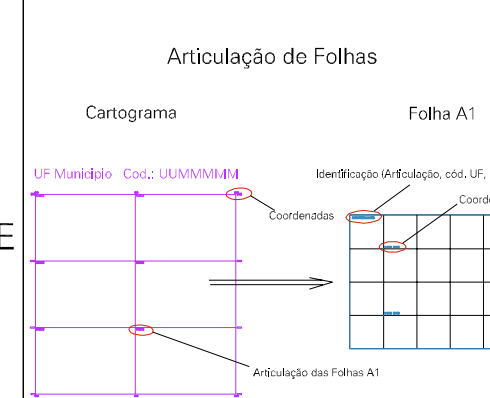 Articulação de Folhas
Cartograma
Folha A1
UF Municipio Cod.: UUMMMMM
Identificação (Articulação, cód. UF,
Coordenadas
Articulação das Folhas A1